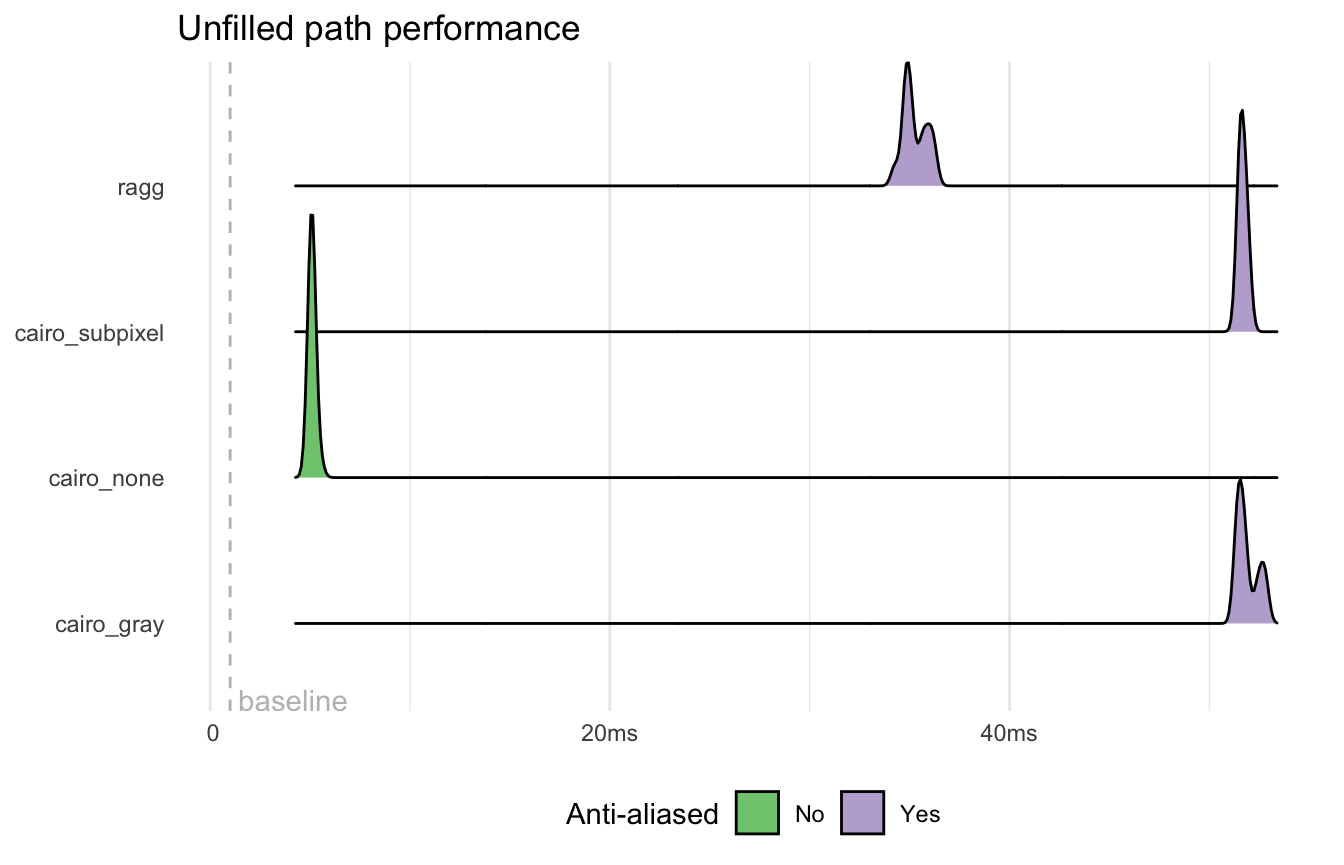 Unfilled path performance
ragg
cairo_subpixel
cairo_none
cairo_gray
baseline
0 20ms 40ms
Anti-aliased No Yes